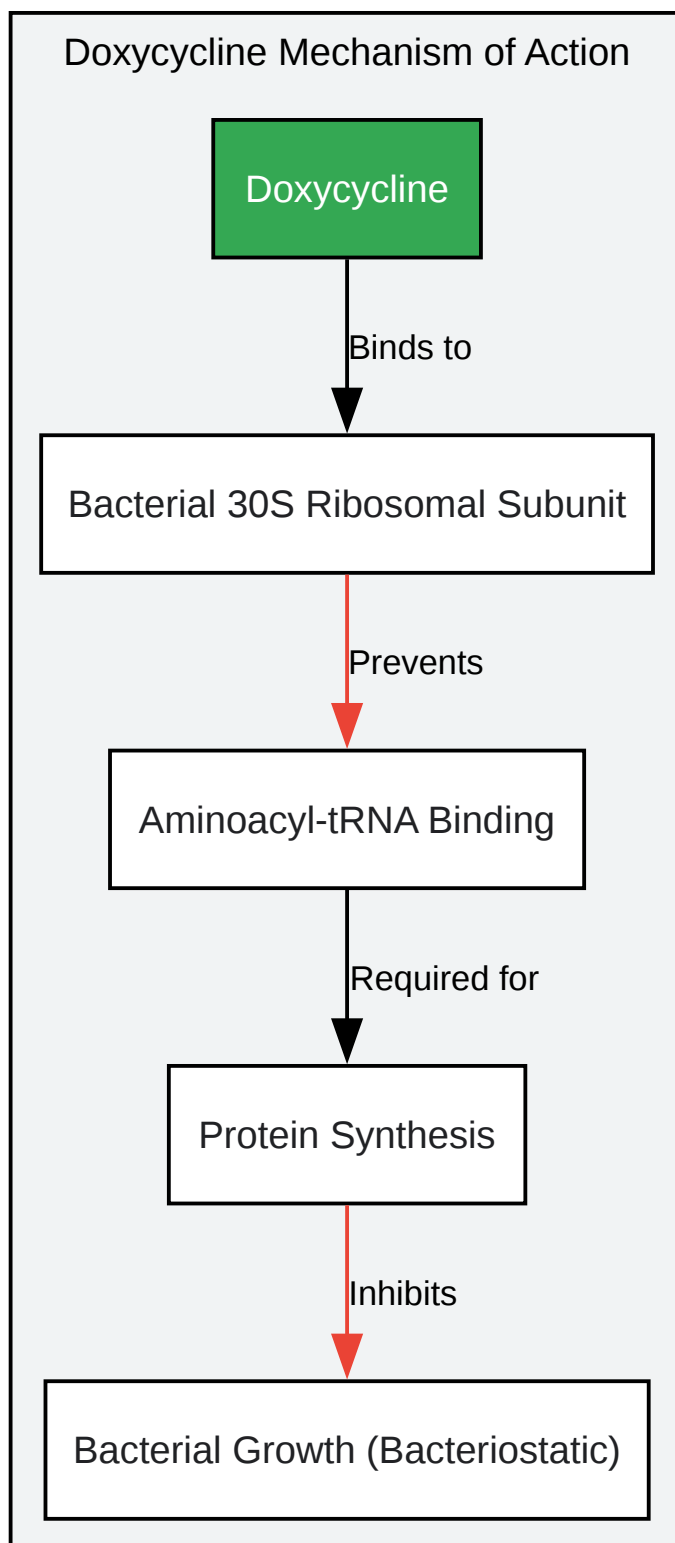 Doxycycline Mechanism of Action
Doxycycline
Binds to
Bacterial 30S Ribosomal Subunit
Prevents
Aminoacyl-tRNA Binding
Required for
Protein Synthesis
Inhibits
Bacterial Growth (Bacteriostatic)